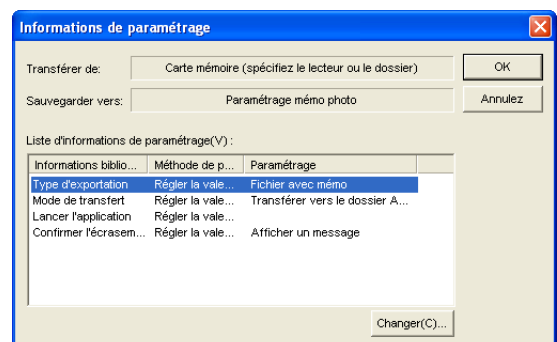 Informations de paramétrage
Transférer de: Carte mémoire (spécifiez le lecteur ou le dossier) OK
Sauvegarder vers: Paramétrage mémo photo Annulez
Liste d'informations de paramétrage(V) :
Informations biblio... Méthode de p... Paramétrage
Type d'exportation Régler la vale... Fichier avec mémo
Mode de transfert Régler la vale... Transférer vers le dossier A...
Lancer l'application Régler la vale...
Confirmer l'écrasem... Régler la vale... Afficher un message
Changer(C)...